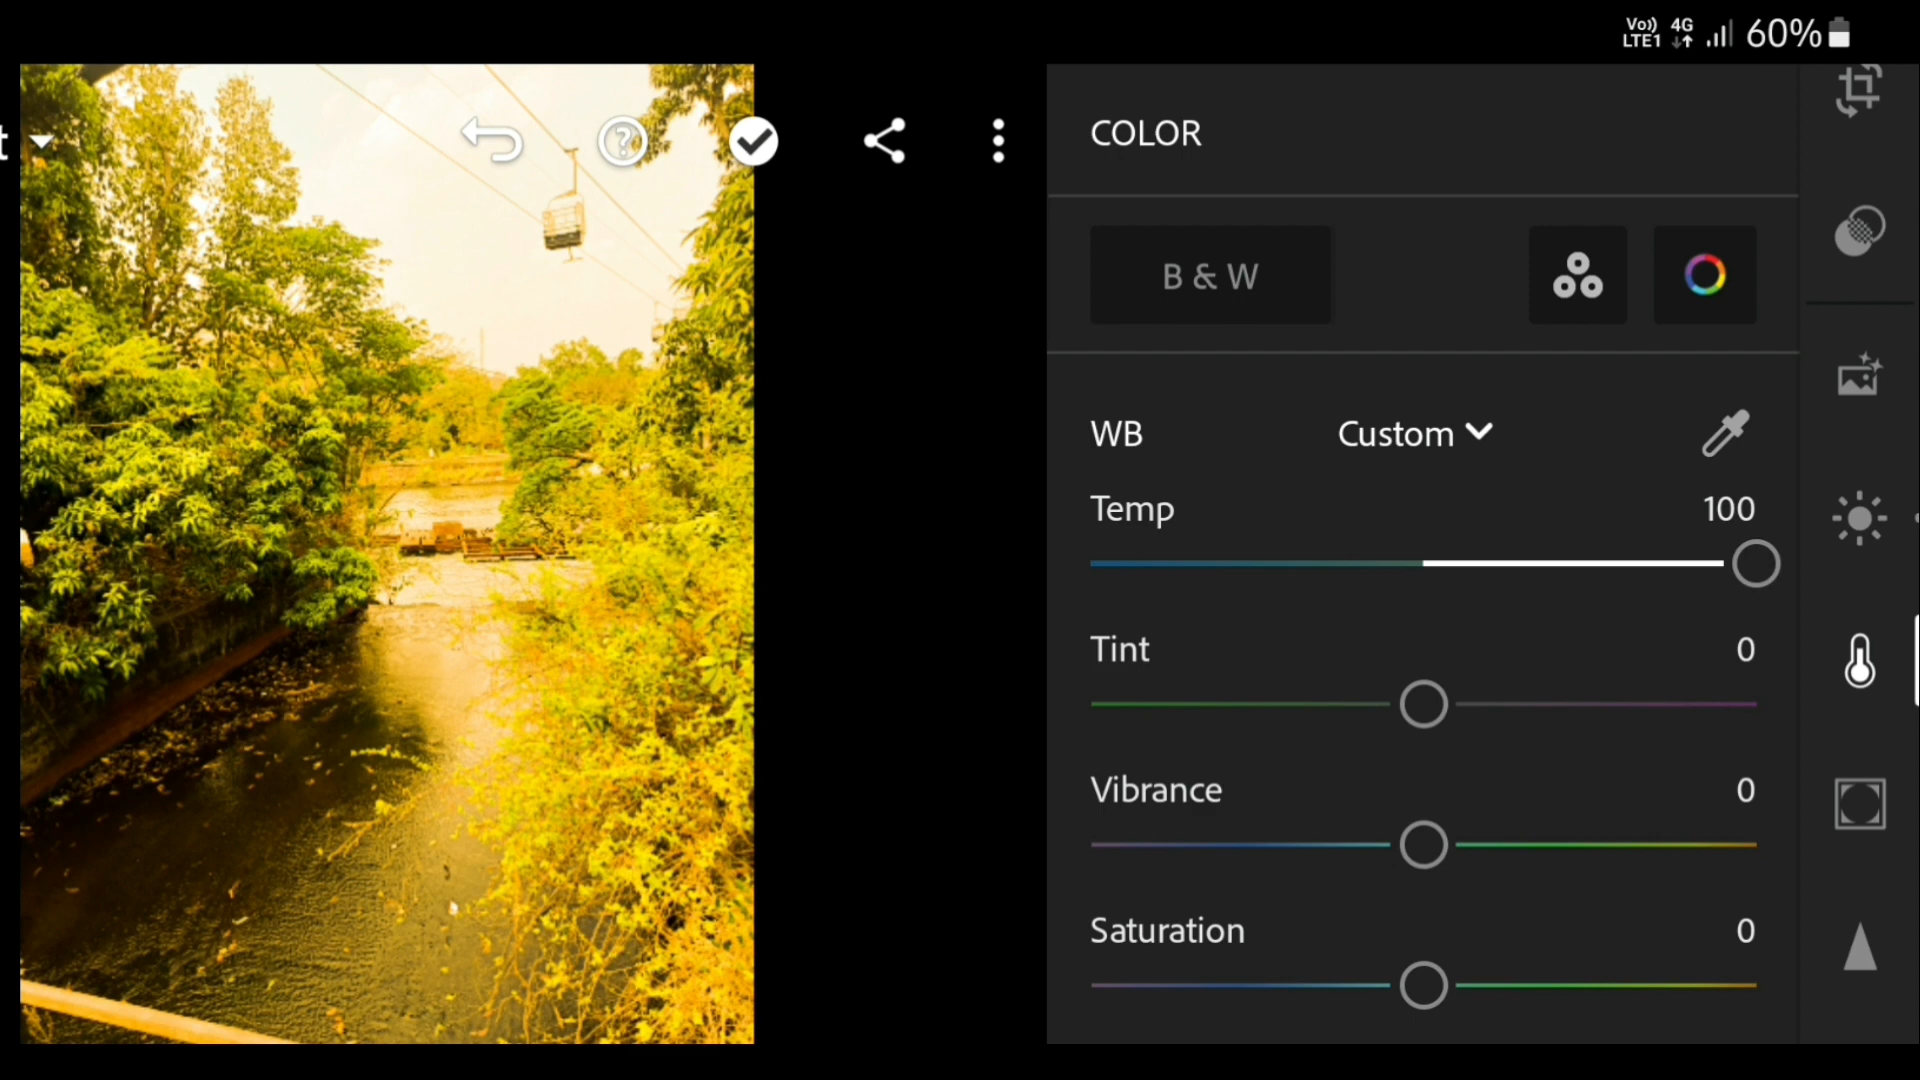 Vo)) 4G
LTE1 60%
t
COLOR
B & W
WB Custom
Temp 100
Tint 0
Vibrance 0
Saturation 0